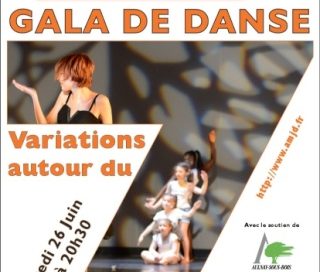 GALA DE DANSE
Variations
autour du
26 Juin
à 20h30
http://www.amjd.fr
Avec le soutien de
AULNAY-SOUS-BOIS